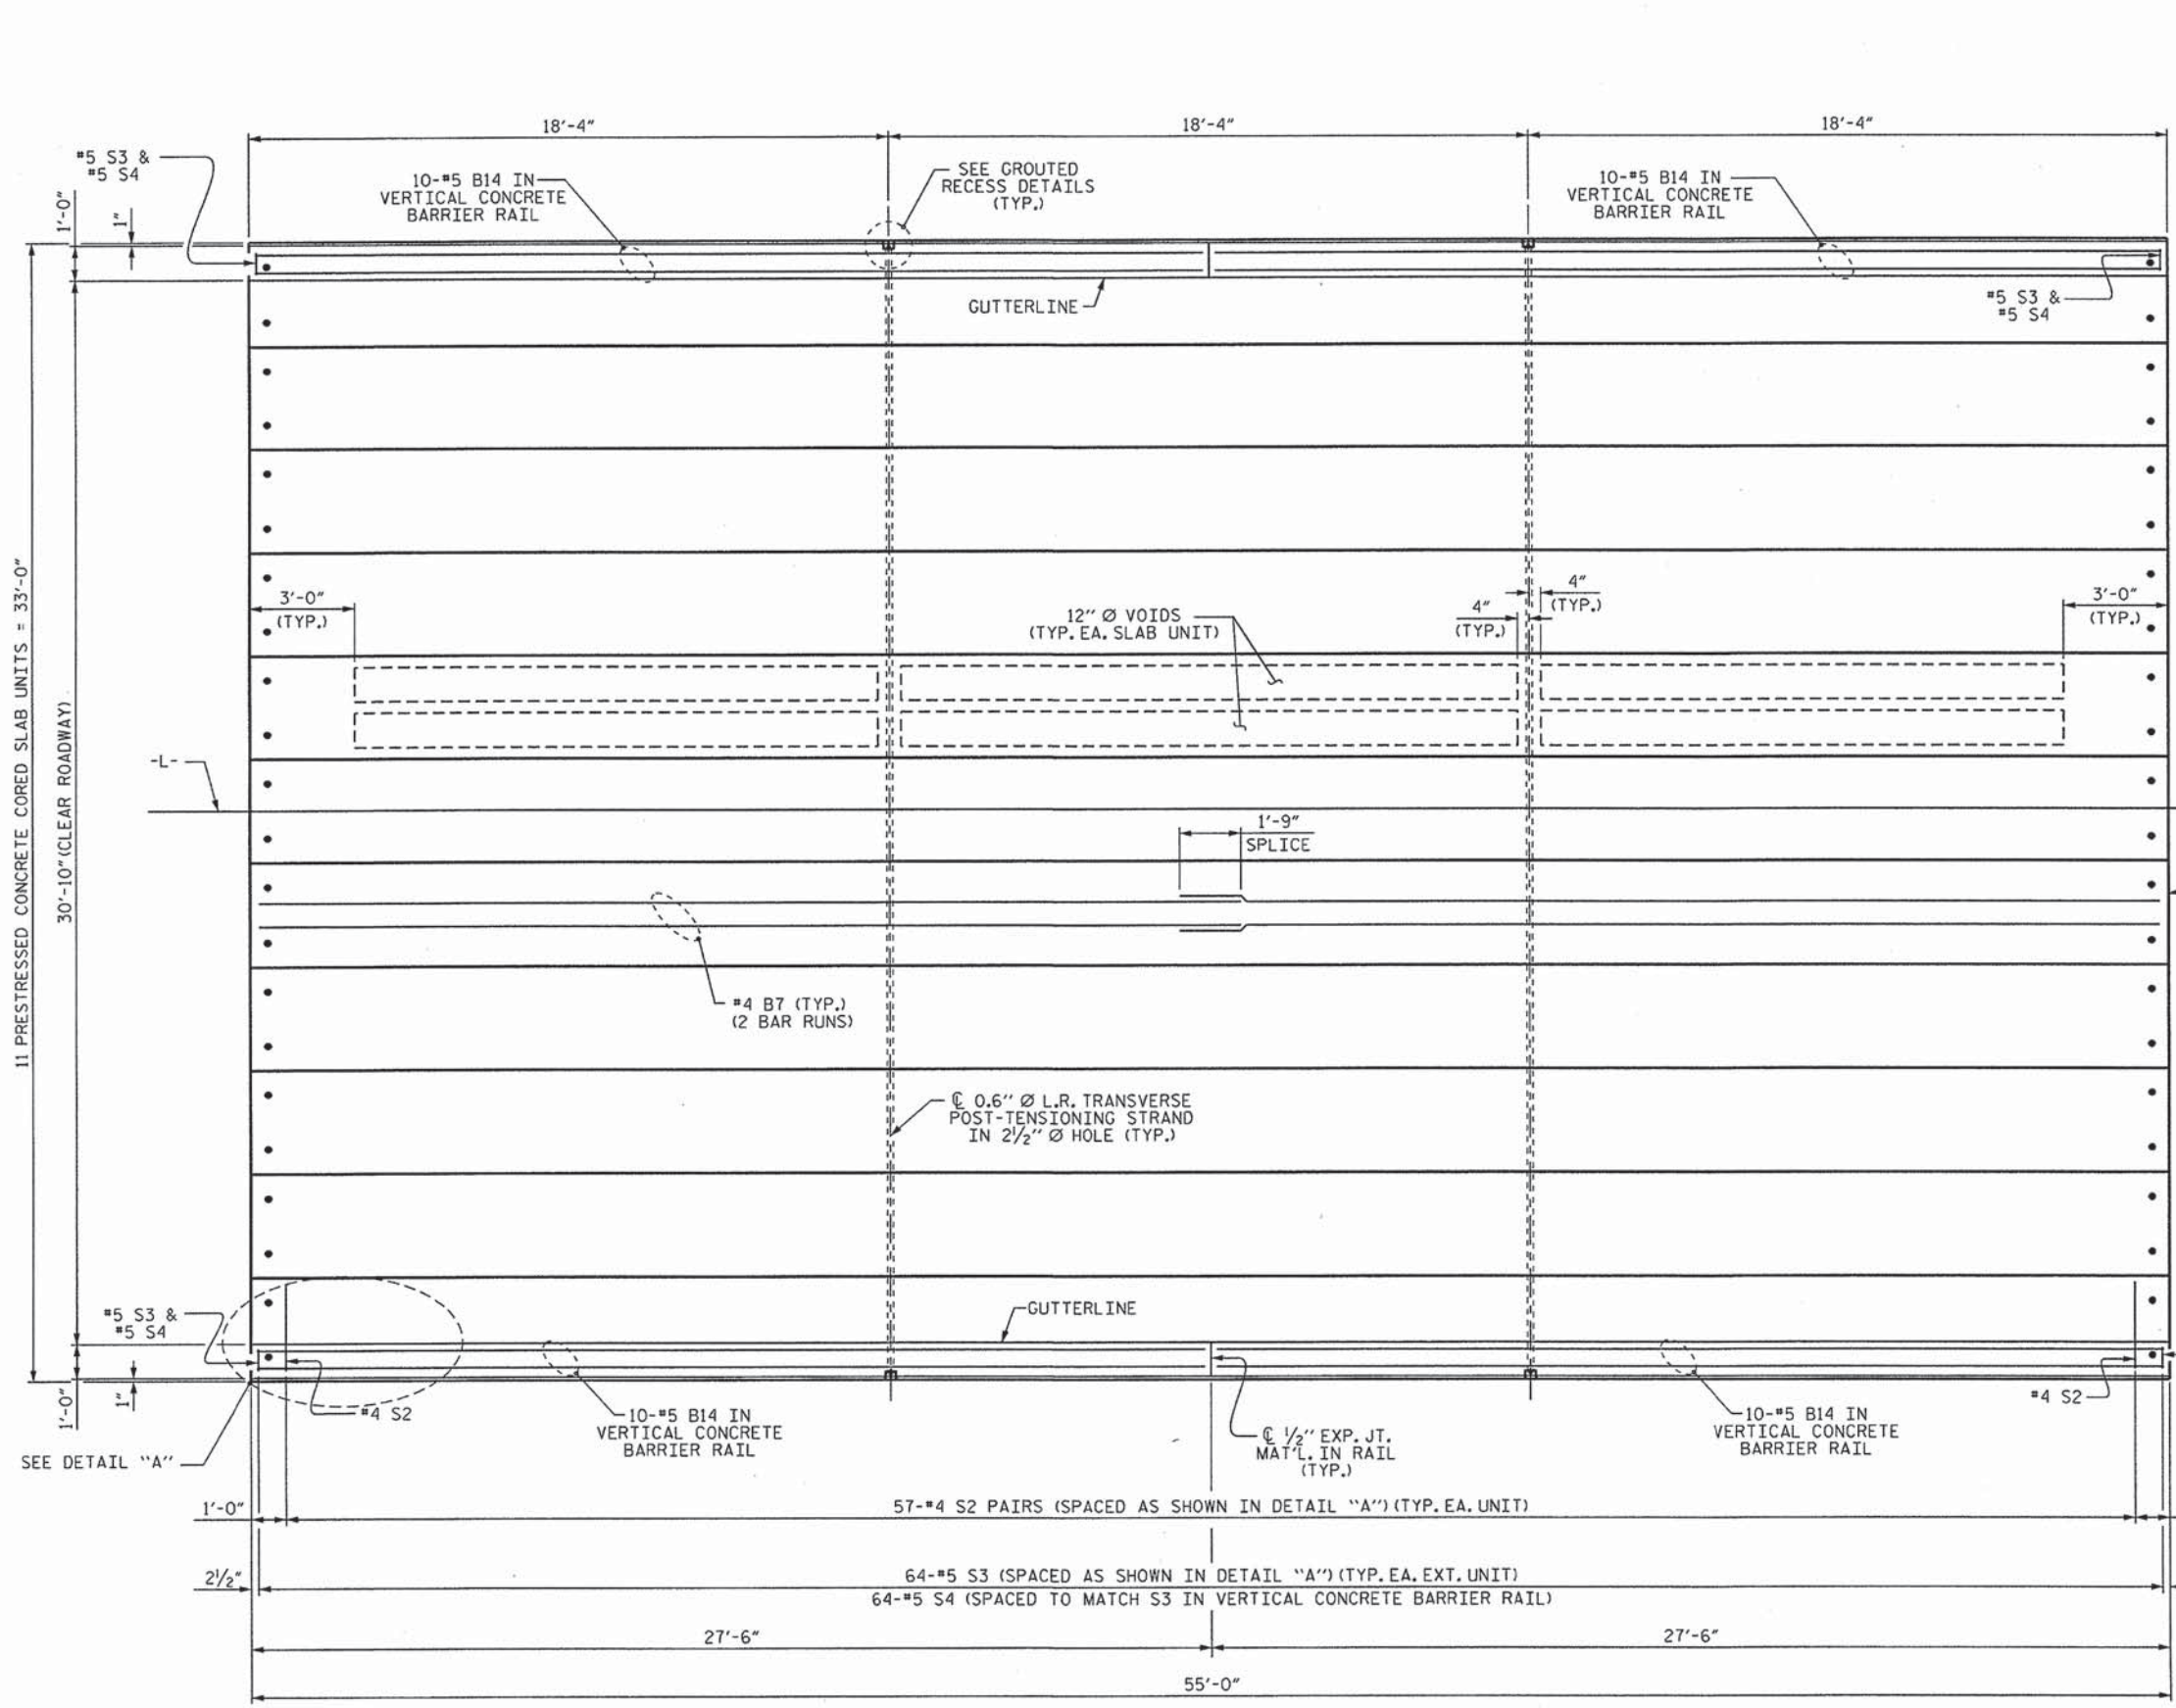 18'-4"
18'-4"
18'-4"
#5 S3 &
#5 S4
10-#5 B14 IN
VERTICAL CONCRETE
BARRIER RAIL
SEE GROUTED
RECESS DETAILS
(TYP.)
10-#5 B14 IN
VERTICAL CONCRETE
BARRIER RAIL
1'-0"
1"
GUTTERLINE
#5 S3 &
#5 S4
11 PRESTRESSED CONCRETE CORED SLAB UNITS = 33'-0"
30'-10" (CLEAR ROADWAY)
3'-0"
(TYP.)
12" Ø VOIDS
(TYP. EA. SLAB UNIT)
4"
(TYP.)
4"
(TYP.)
3'-0"
(TYP.)
-L-
1'-9"
SPLICE
#4 B7 (TYP.)
(2 BAR RUNS)
℄ 0.6" Ø L.R. TRANSVERSE
POST-TENSIONING STRAND
IN 2½" Ø HOLE (TYP.)
#5 S3 &
#5 S4
GUTTERLINE
1'-0"
1"
#4 S2
10-#5 B14 IN
VERTICAL CONCRETE
BARRIER RAIL
℄ ½" EXP. JT.
MAT'L. IN RAIL
(TYP.)
10-#5 B14 IN
VERTICAL CONCRETE
BARRIER RAIL
#4 S2
SEE DETAIL "A"
1'-0"
57-#4 S2 PAIRS (SPACED AS SHOWN IN DETAIL "A") (TYP. EA. UNIT)
2½"
64-#5 S3 (SPACED AS SHOWN IN DETAIL "A") (TYP. EA. EXT. UNIT)
64-#5 S4 (SPACED TO MATCH S3 IN VERTICAL CONCRETE BARRIER RAIL)
27'-6"
27'-6"
55'-0"